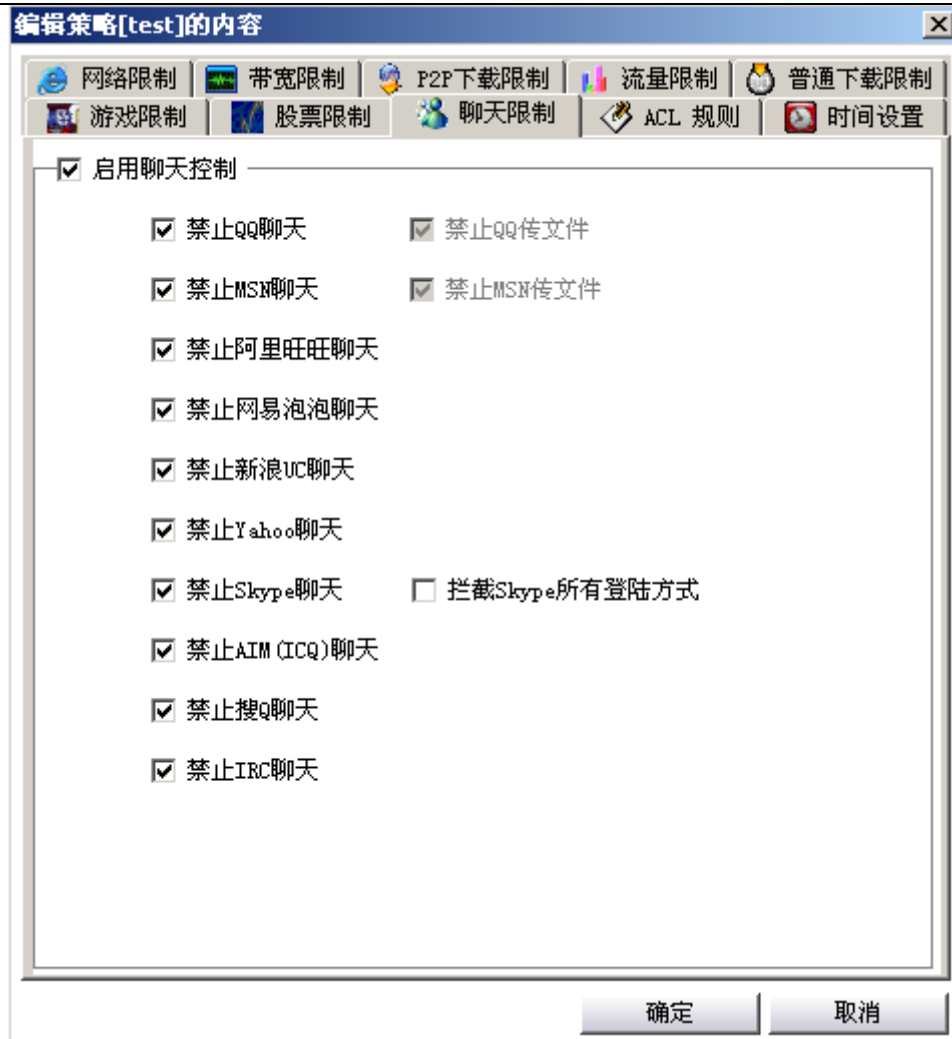 编辑策略[test]的内容
网络限制 带宽限制 P2P下载限制 流量限制 普通下载限制
游戏限制 股票限制 聊天限制 ACL 规则 时间设置
启用聊天控制
禁止QQ聊天 禁止QQ传文件
禁止MSN聊天 禁止MSN传文件
禁止阿里旺旺聊天
禁止网易泡泡聊天
禁止新浪UC聊天
禁止Yahoo聊天
禁止Skype聊天 拦截Skype所有登陆方式
禁止AIM(ICQ)聊天
禁止搜Q聊天
禁止IRC聊天
确定 取消